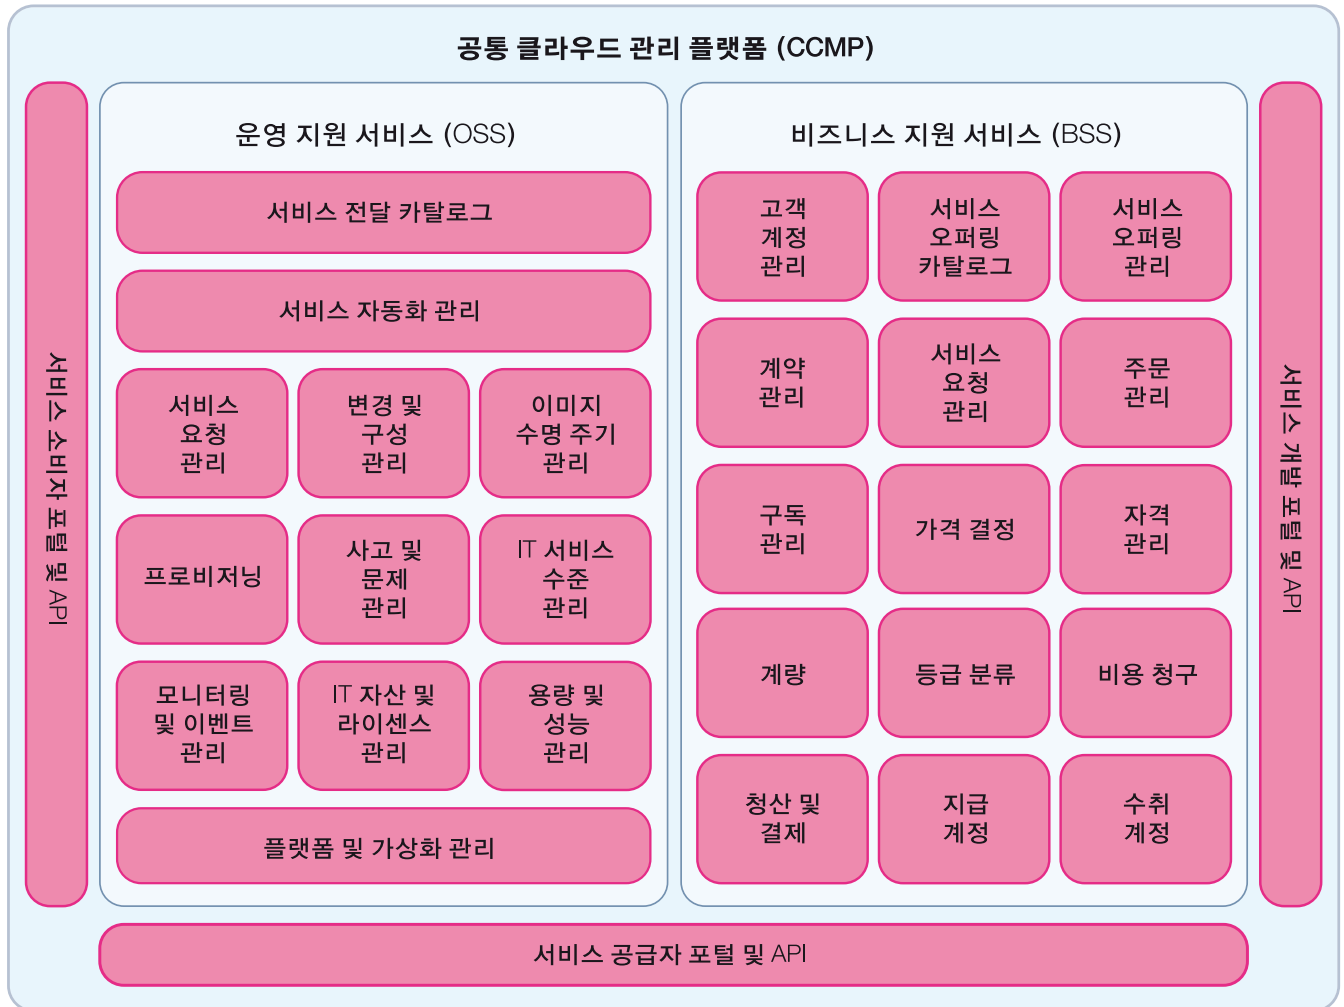 공통 클라우드 관리 플랫폼 (CCMP)
서비스 소비자 포털 및 API
운영 지원 서비스 (OSS)
서비스 전달 카탈로그
서비스 자동화 관리
서비스
요청
관리
변경 및
구성
관리
이미지
수명 주기
관리
프로비저닝
사고 및
문제
관리
IT 서비스
수준
관리
모니터링
및 이벤트
관리
IT 자산 및
라이센스
관리
용량 및
성능
관리
플랫폼 및 가상화 관리
비즈니스 지원 서비스 (BSS)
고객
계정
관리
서비스
오퍼링
카탈로그
서비스
오퍼링
관리
계약
관리
서비스
요청
관리
주문
관리
구독
관리
가격 결정
자격
관리
계량
등급 분류
비용 청구
청산 및
결제
지급
계정
수취
계정
서비스 개발 포털 및 API
서비스 공급자 포털 및 API